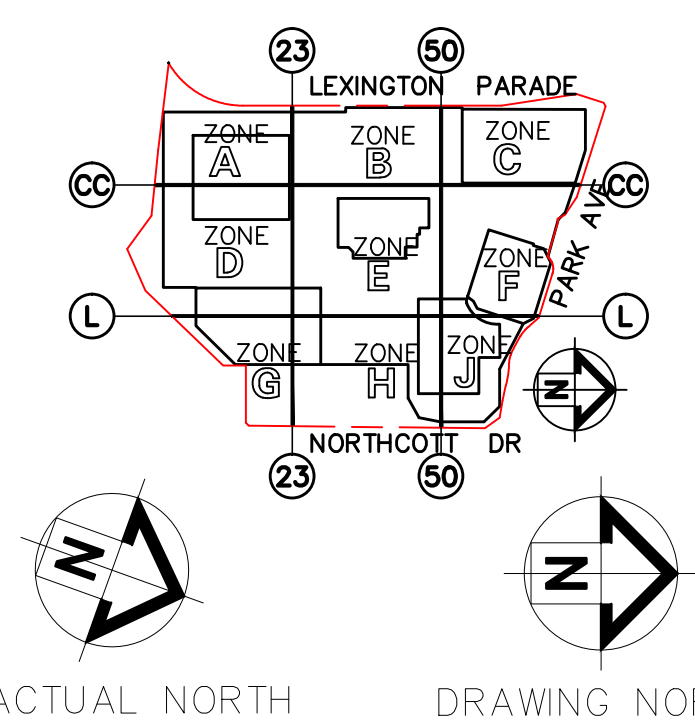 23 50
LEXINGTON PARADE
ZONE A ZONE B ZONE C
CC CC
PARK AVE
ZONE D ZONE E ZONE F
L L
ZONE G ZONE H ZONE J
N
NORTHCOTT DR
23 50
N N
ACTUAL NORTH DRAWING NO